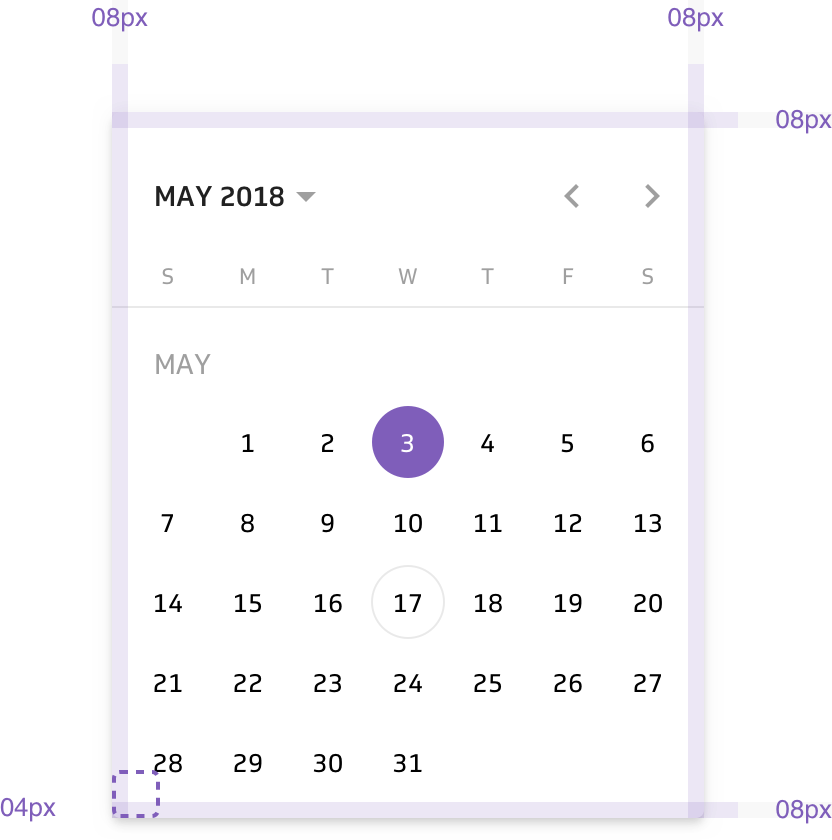 08px 08px
08px
MAY 2018
S M T W T F S
MAY
1 2 3 4 5 6
7 8 9 10 11 12 13
14 15 16 17 18 19 20
21 22 23 24 25 26 27
28 29 30 31
04px 08px